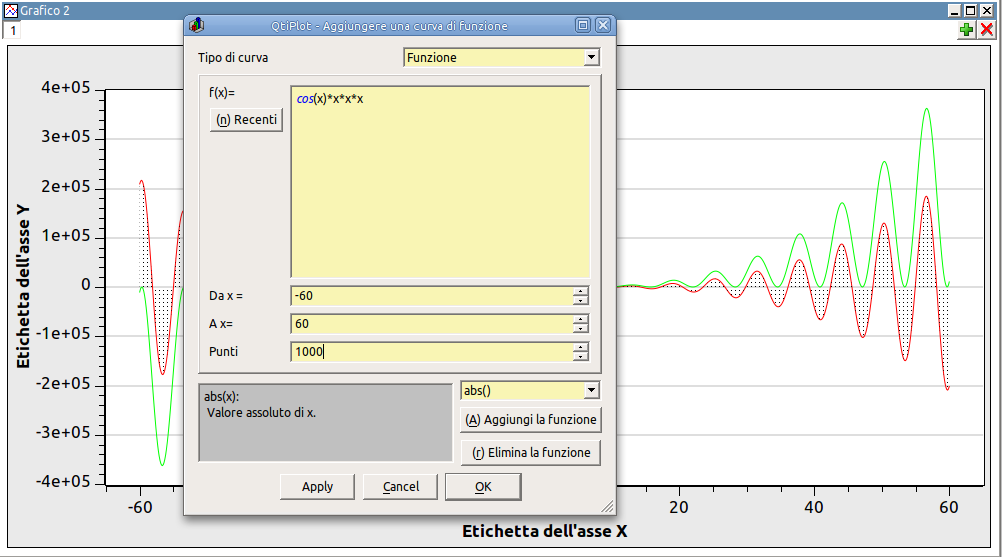 Grafico 2
1
QtiPlot - Aggiungere una curva di funzione
Tipo di curva
Funzione
f(x)=
cos(x)*x*x*x
(n) Recenti
Da x =
-60
A x=
60
Punti
1000
abs(x):
Valore assoluto di x.
abs()
(A) Aggiungi la funzione
(r) Elimina la funzione
Apply
Cancel
OK
Etichetta dell'asse Y
4e+05
3e+05
2e+05
1e+05
0
-1e+05
-2e+05
-3e+05
-4e+05
-60
20
40
60
Etichetta dell'asse X